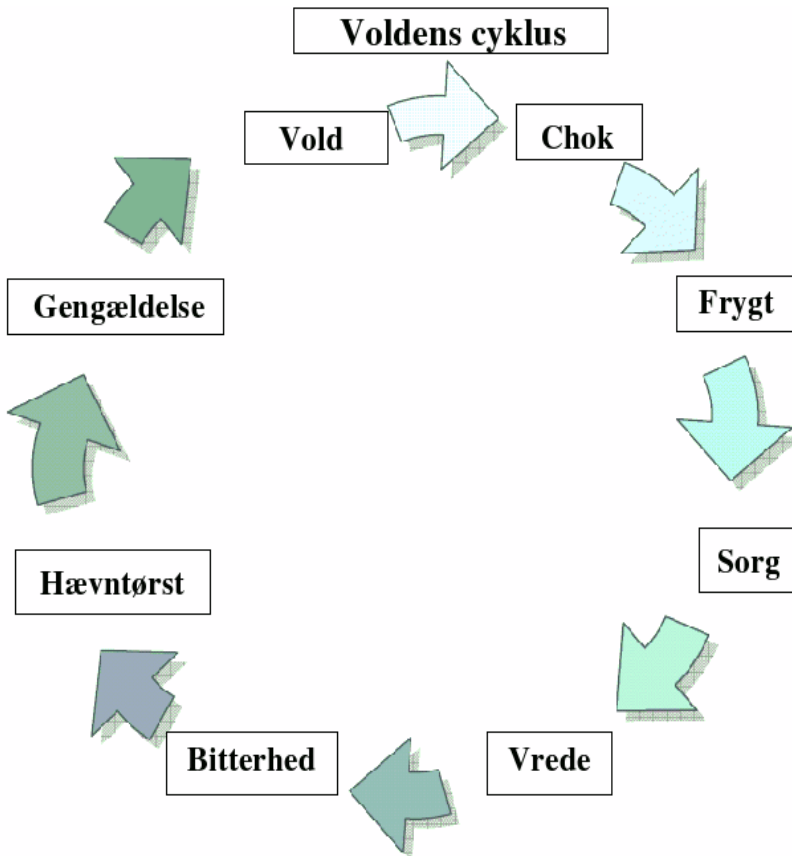 Voldens cyklus
Vold
Chok
Frygt
Sorg
Vrede
Bitterhed
Hævntørst
Gengældelse